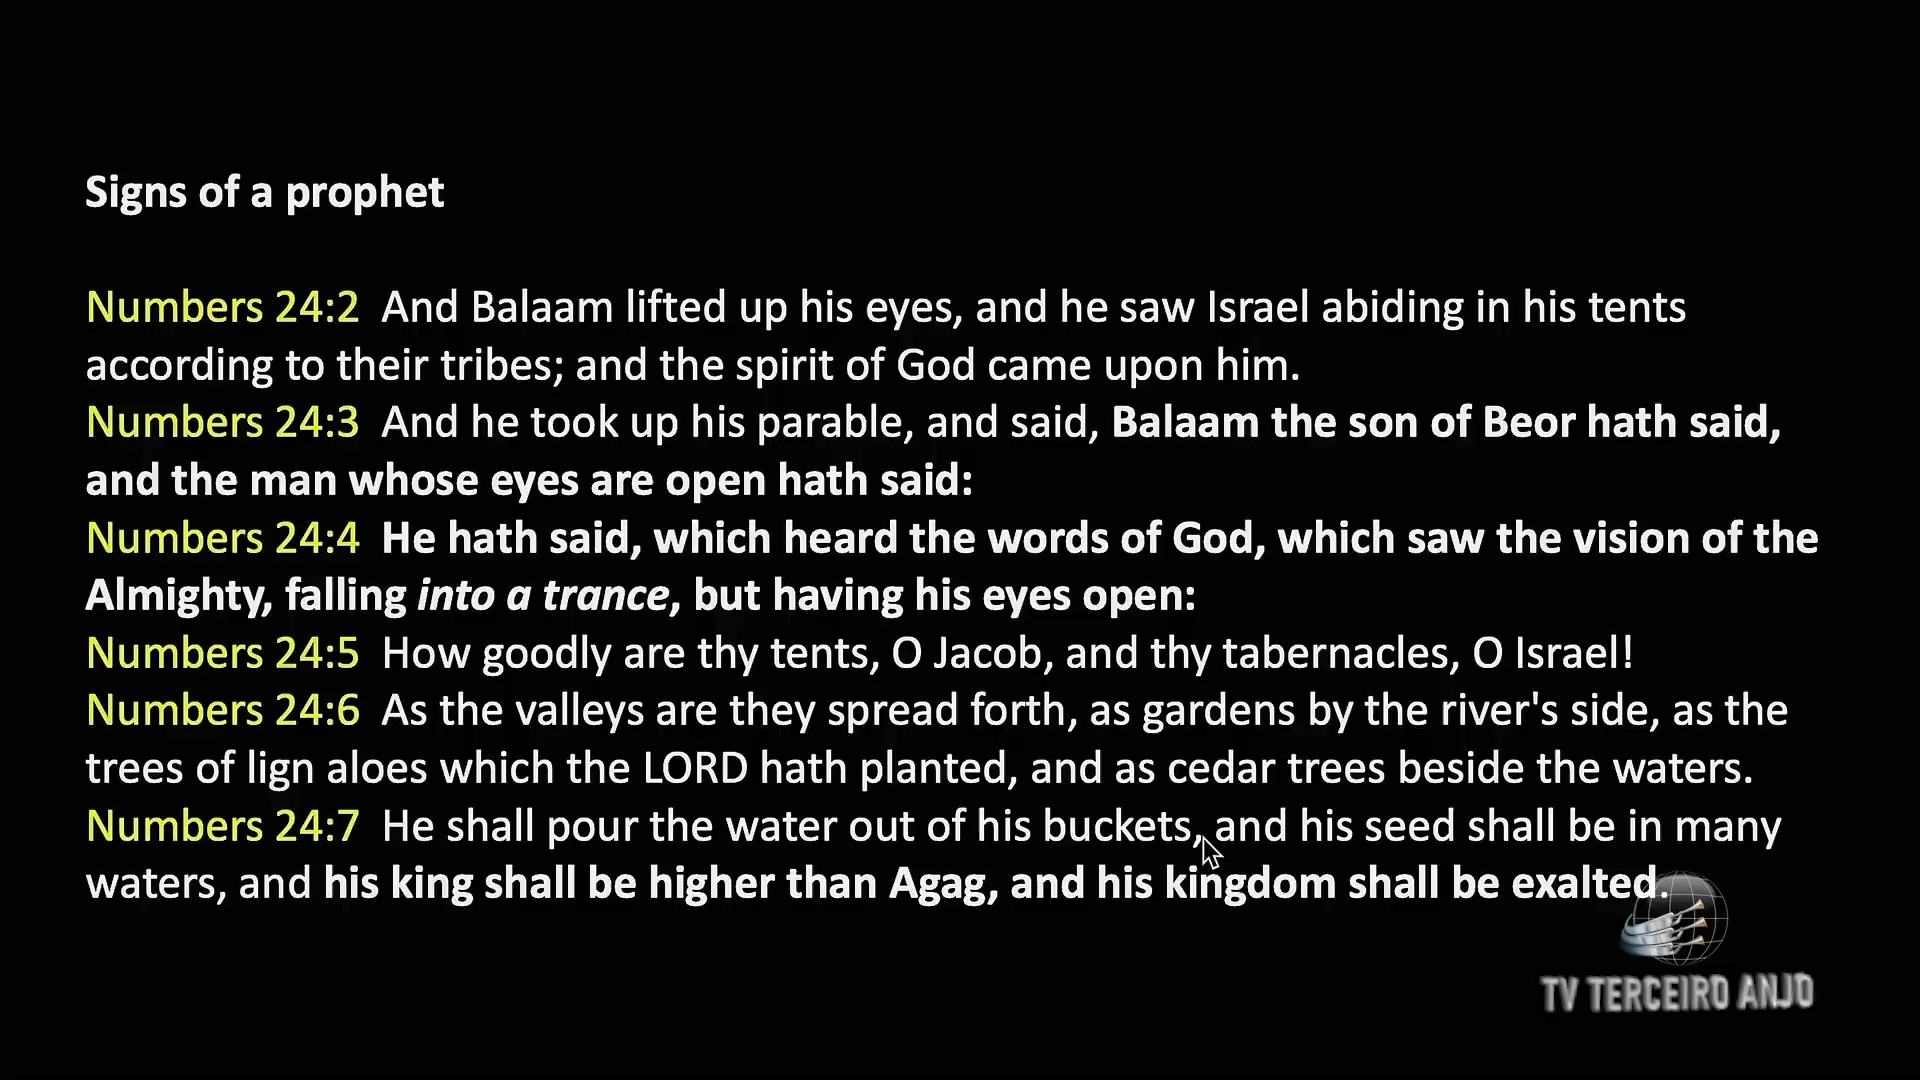 Signs of a prophet
Numbers 24:2  And Balaam lifted up his eyes, and he saw Israel abiding in his tents
according to their tribes; and the spirit of God came upon him.
Numbers 24:3  And he took up his parable, and said, Balaam the son of Beor hath said,
and the man whose eyes are open hath said:
Numbers 24:4  He hath said, which heard the words of God, which saw the vision of the
Almighty, falling into a trance, but having his eyes open:
Numbers 24:5  How goodly are thy tents, O Jacob, and thy tabernacles, O Israel!
Numbers 24:6  As the valleys are they spread forth, as gardens by the river's side, as the
trees of lign aloes which the LORD hath planted, and as cedar trees beside the waters.
Numbers 24:7  He shall pour the water out of his buckets, and his seed shall be in many
waters, and his king shall be higher than Agag, and his kingdom shall be exalted.
TV TERCEIRO ANJO